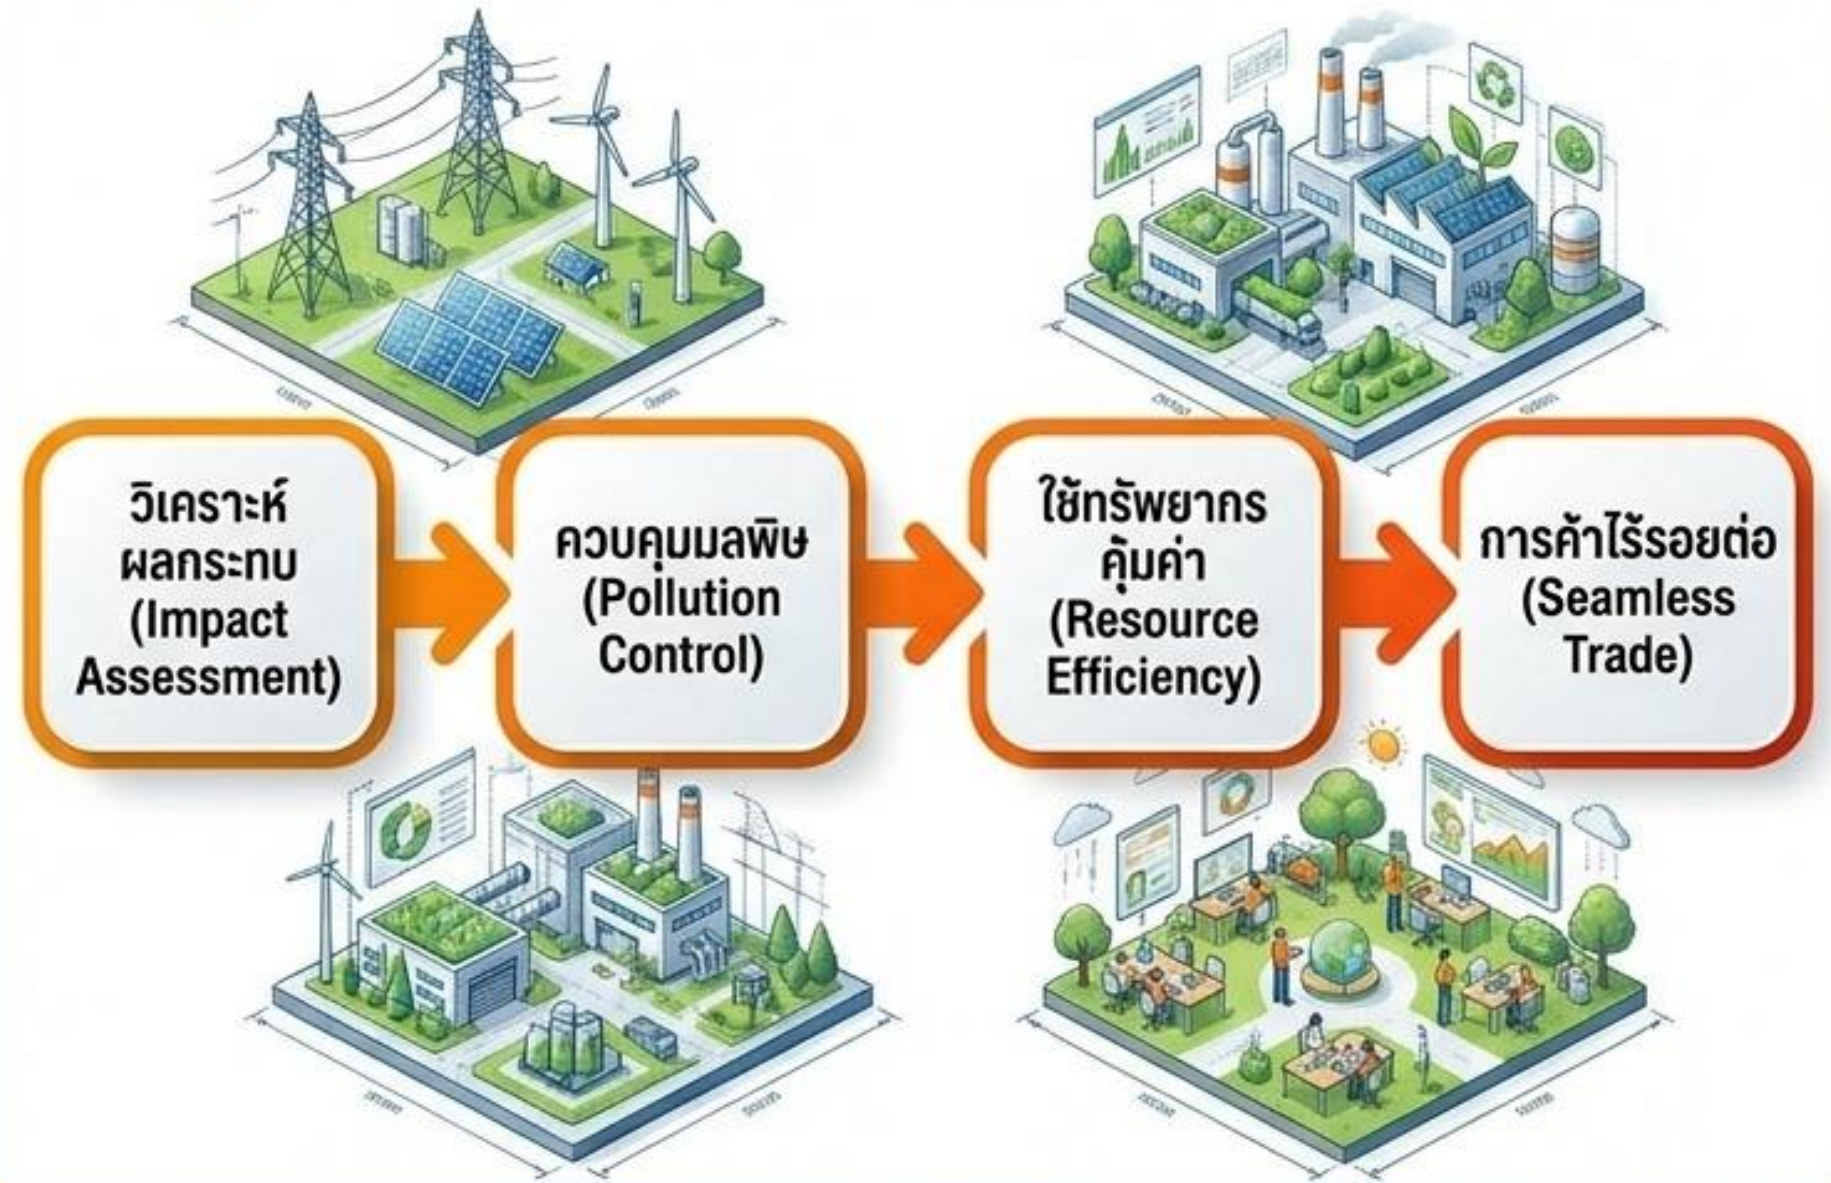 วิเคราะห์
ผลกระทบ
(Impact
Assessment)
ควบคุมมลพิษ
(Pollution
Control)
ใช้ทรัพยากร
คุ้มค่า
(Resource
Efficiency)
การค้าไร้รอยต่อ
(Seamless
Trade)